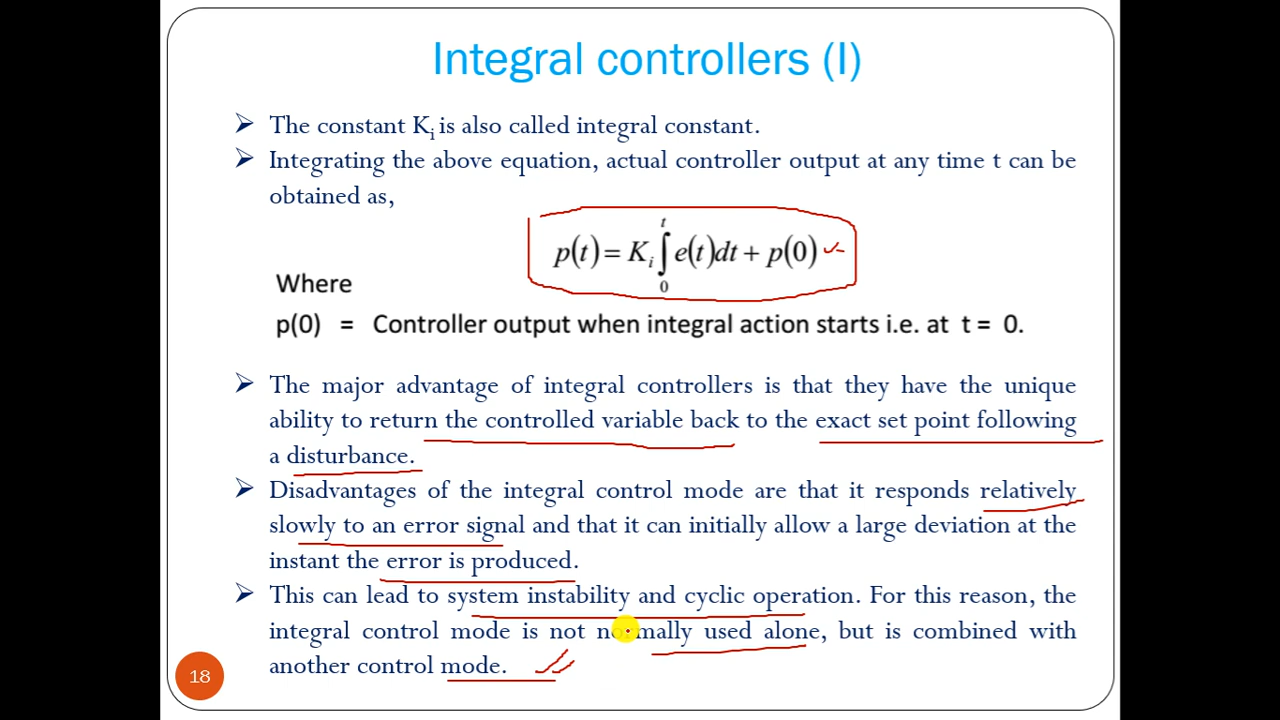 Integral controllers (I)
➢ The constant Ki is also called integral constant.
➢ Integrating the above equation, actual controller output at any time t can be
obtained as,
p(t) = Ki ∫₀ᵗ e(t)dt + p(0)
Where
p(0) = Controller output when integral action starts i.e. at t = 0.
➢ The major advantage of integral controllers is that they have the unique
ability to return the controlled variable back to the exact set point following
a disturbance.
➢ Disadvantages of the integral control mode are that it responds relatively
slowly to an error signal and that it can initially allow a large deviation at the
instant the error is produced.
➢ This can lead to system instability and cyclic operation. For this reason, the
integral control mode is not normally used alone, but is combined with
another control mode.
18